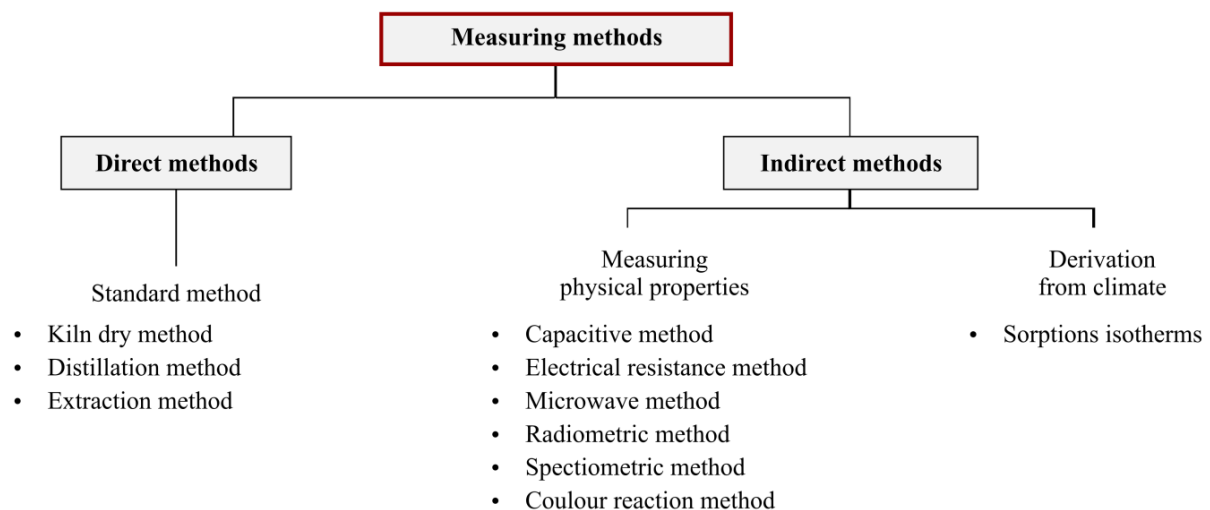 Measuring methods
Direct methods
Indirect methods
Standard method
• Kiln dry method
• Distillation method
• Extraction method
Measuring
physical properties
• Capacitive method
• Electrical resistance method
• Microwave method
• Radiometric method
• Spectiometric method
• Coulour reaction method
Derivation
from climate
• Sorptions isotherms